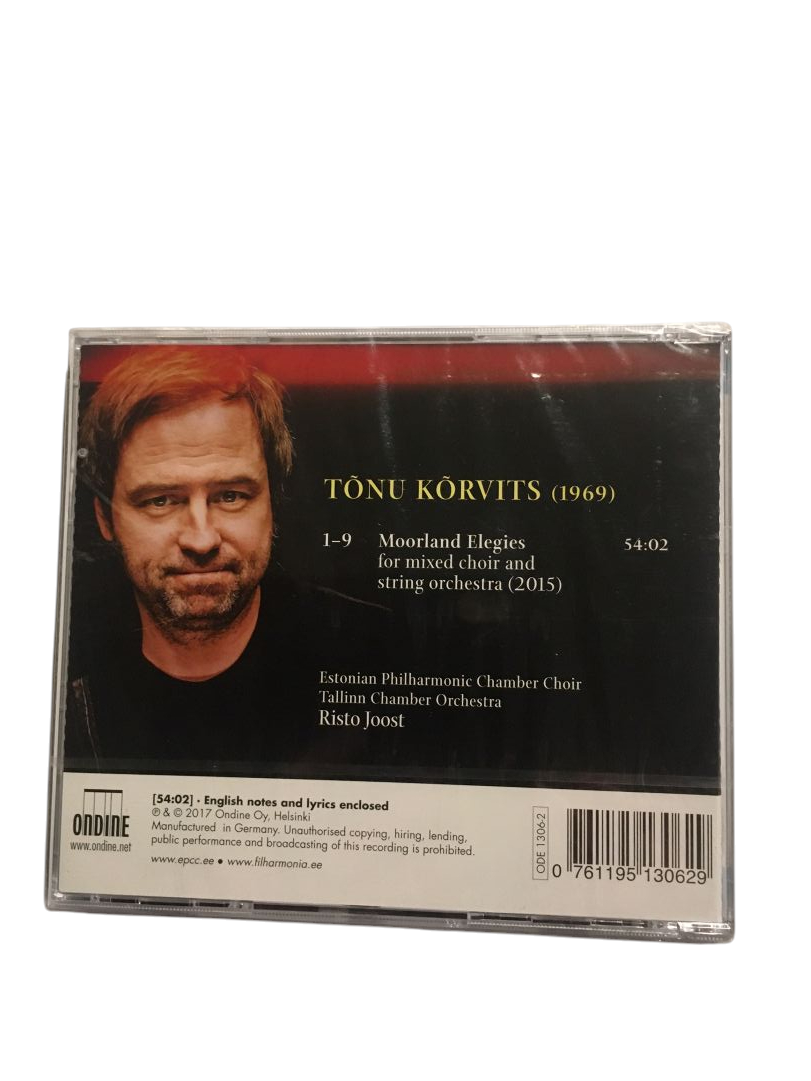 TÕNU KÕRVITS (1969)
1–9 Moorland Elegies 54:02
for mixed choir and
string orchestra (2015)
Estonian Philharmonic Chamber Choir
Tallinn Chamber Orchestra
Risto Joost
ONDINE
www.ondine.net
[54:02] · English notes and lyrics enclosed
℗ & © 2017 Ondine Oy, Helsinki
Manufactured in Germany. Unauthorised copying, hiring, lending,
public performance and broadcasting of this recording is prohibited.
www.epcc.ee • www.filharmonia.ee
ODE 1306-2
0 761195 130629